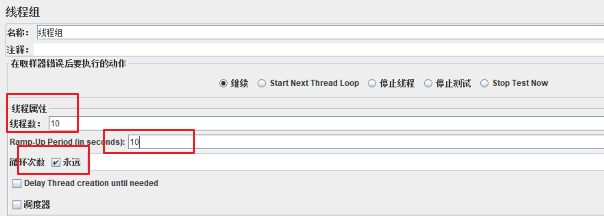 线程组
名称： 线程组
注释：
在取样器错误后要执行的动作
继续 Start Next Thread Loop 停止线程 停止测试 Stop Test Now
线程属性
线程数： 10
Ramp-Up Period (in seconds): 10
循环次数 永远
Delay Thread creation until needed
调度器